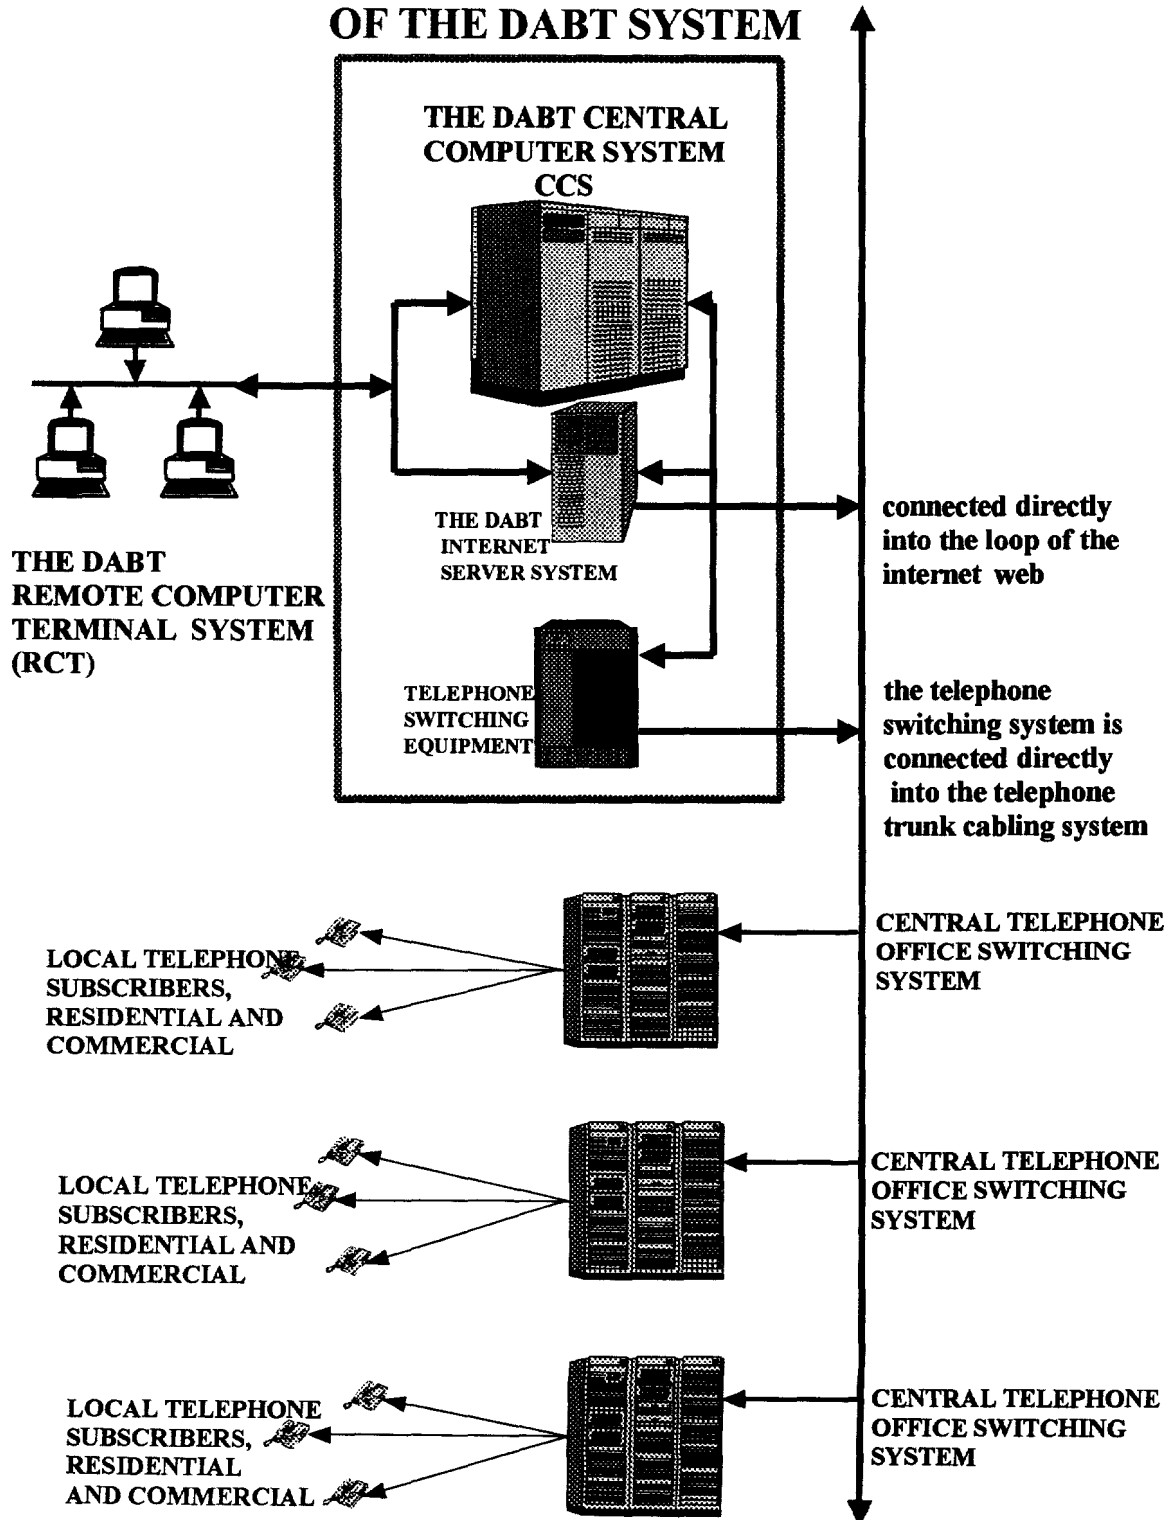 OF THE DABT SYSTEM
THE DABT CENTRAL
COMPUTER SYSTEM
CCS
THE DABT
INTERNET
SERVER SYSTEM
connected directly
into the loop of the
internet web
THE DABT
REMOTE COMPUTER
TERMINAL SYSTEM
(RCT)
TELEPHONE
SWITCHING
EQUIPMENT
the telephone
switching system is
connected directly
into the telephone
trunk cabling system
LOCAL TELEPHONE
SUBSCRIBERS,
RESIDENTIAL AND
COMMERCIAL
CENTRAL TELEPHONE
OFFICE SWITCHING
SYSTEM
LOCAL TELEPHONE
SUBSCRIBERS,
RESIDENTIAL AND
COMMERCIAL
CENTRAL TELEPHONE
OFFICE SWITCHING
SYSTEM
LOCAL TELEPHONE
SUBSCRIBERS,
RESIDENTIAL
AND COMMERCIAL
CENTRAL TELEPHONE
OFFICE SWITCHING
SYSTEM